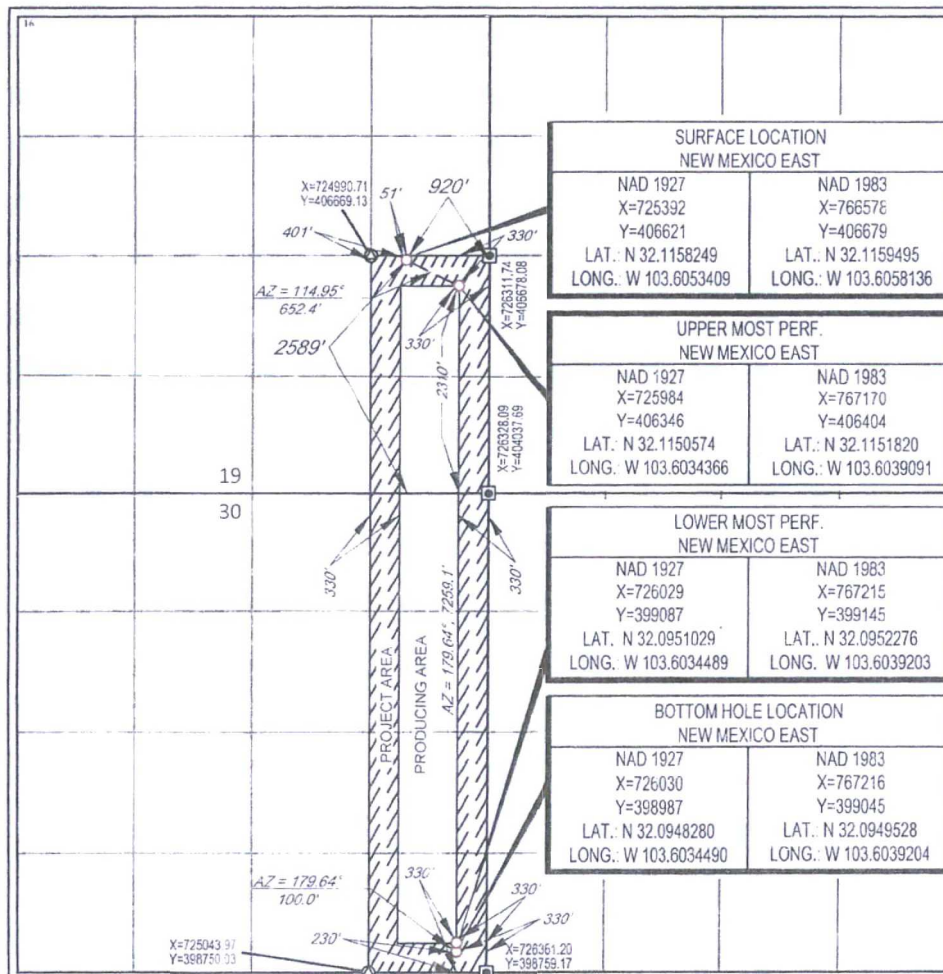 16
SURFACE LOCATION
NEW MEXICO EAST
NAD 1927
X=725392
Y=406621
LAT.: N 32.1158249
LONG.: W 103.6053409
NAD 1983
X=766578
Y=406679
LAT.: N 32.1159495
LONG.: W 103.6058136
X=724990.71
Y=406669.13
51'
920'
401'
330'
AZ = 114.95°
652.4'
X=726311.74
Y=406678.08
330'
2589'
2310'
UPPER MOST PERF.
NEW MEXICO EAST
NAD 1927
X=725984
Y=406346
LAT.: N 32.1150574
LONG.: W 103.6034366
NAD 1983
X=767170
Y=406404
LAT.: N 32.1151820
LONG.: W 103.6039091
X=726328.09
Y=404037.69
19
30
330'
330'
LOWER MOST PERF.
NEW MEXICO EAST
NAD 1927
X=726029
Y=399087
LAT. N 32.0951029
LONG.: W 103.6034489
NAD 1983
X=767215
Y=399145
LAT.. N 32.0952276
LONG.: W 103.6039203
PROJECT AREA
PRODUCING AREA
AZ = 179.64°, 7259.1'
BOTTOM HOLE LOCATION
NEW MEXICO EAST
NAD 1927
X=726030
Y=398987
LAT.: N 32.0948280
LONG.: W 103.6034490
NAD 1983
X=767216
Y=399045
LAT.: N 32.0949528
LONG.: W 103.6039204
AZ = 179.64°
100.0'
330'
330'
330'
230'
X=725043.97
Y=398750.03
X=726361.20
Y=398759.17